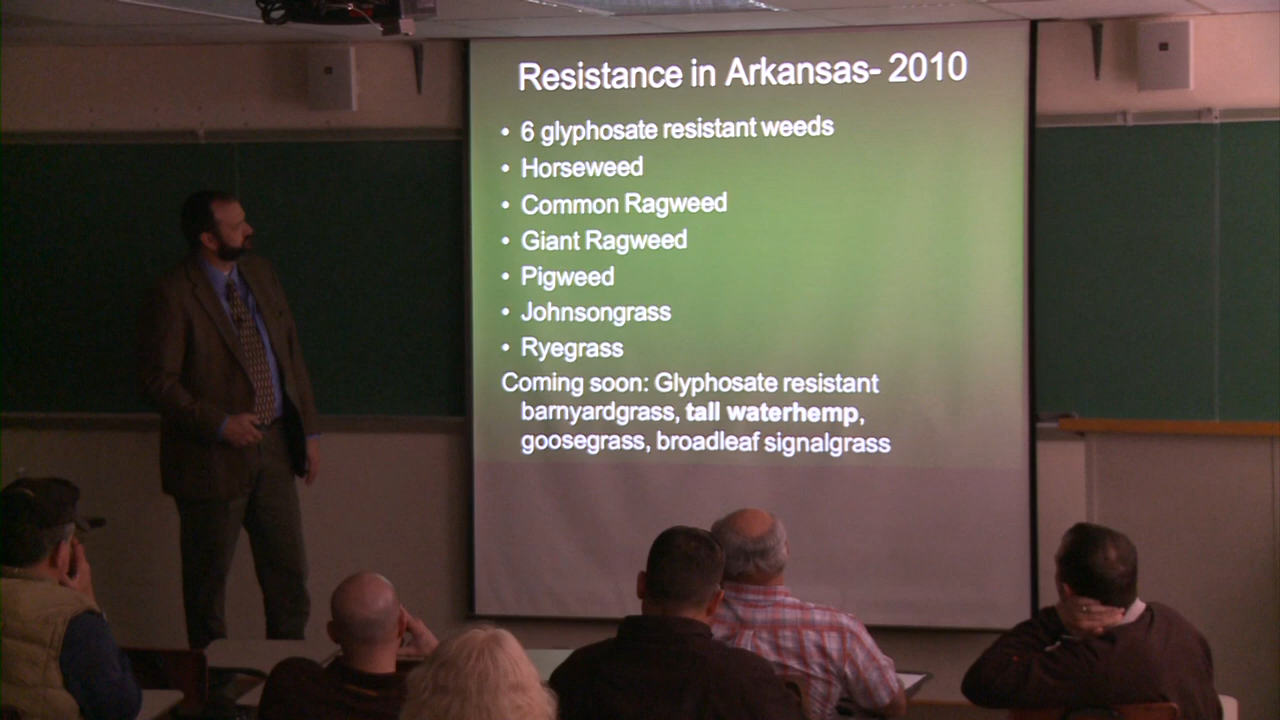 Resistance in Arkansas- 2010
• 6 glyphosate resistant weeds
• Horseweed
• Common Ragweed
• Giant Ragweed
• Pigweed
• Johnsongrass
• Ryegrass
Coming soon: Glyphosate resistant
barnyardgrass, tall waterhemp,
goosegrass, broadleaf signalgrass